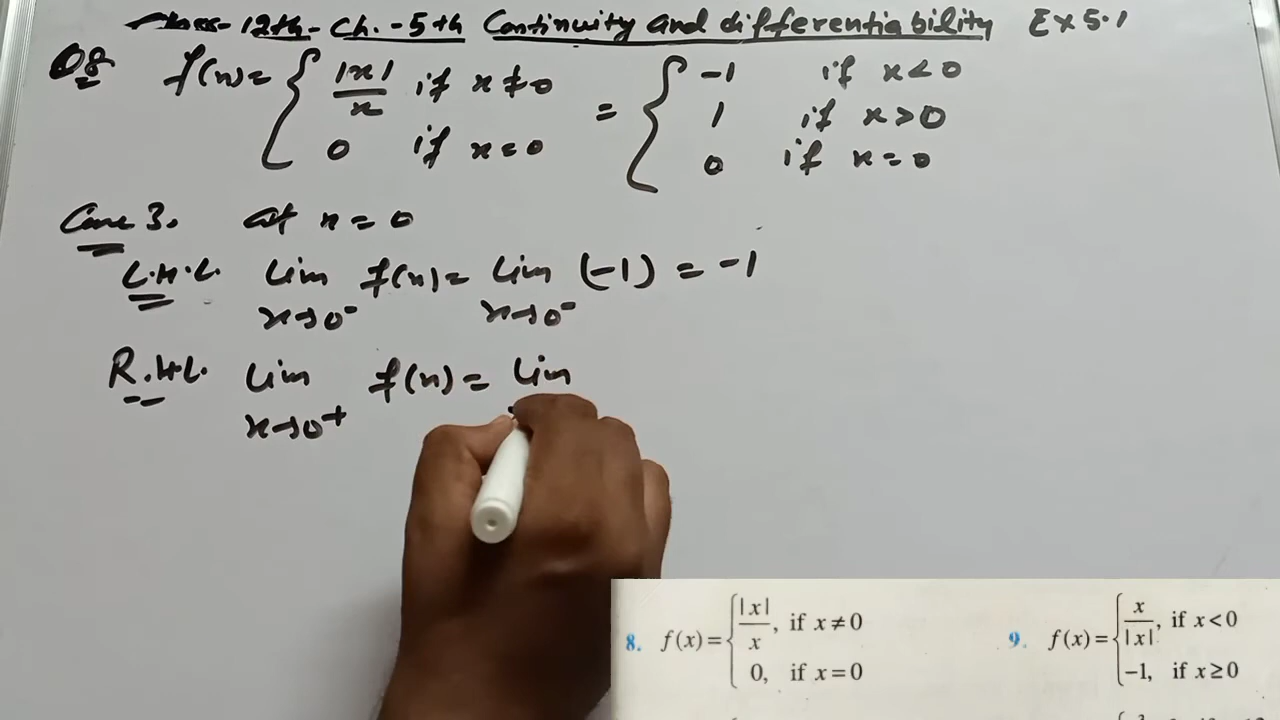 Class-12th-Ch.-5th Continuity and differentiability Ex 5.1
Q8 f(x) = { |x|/x if x ≠ 0 = { -1 if x < 0
1 if x > 0
0 if x = 0 0 if x = 0
Case 3. at x = 0
L.H.L. lim f(x) = lim (-1) = -1
x→0⁻ x→0⁻
R.H.L. lim f(x) = lim
x→0⁺
8. f(x) = { |x|/x, if x ≠ 0
0, if x = 0
9. f(x) = { x/|x|, if x < 0
-1, if x ≥ 0